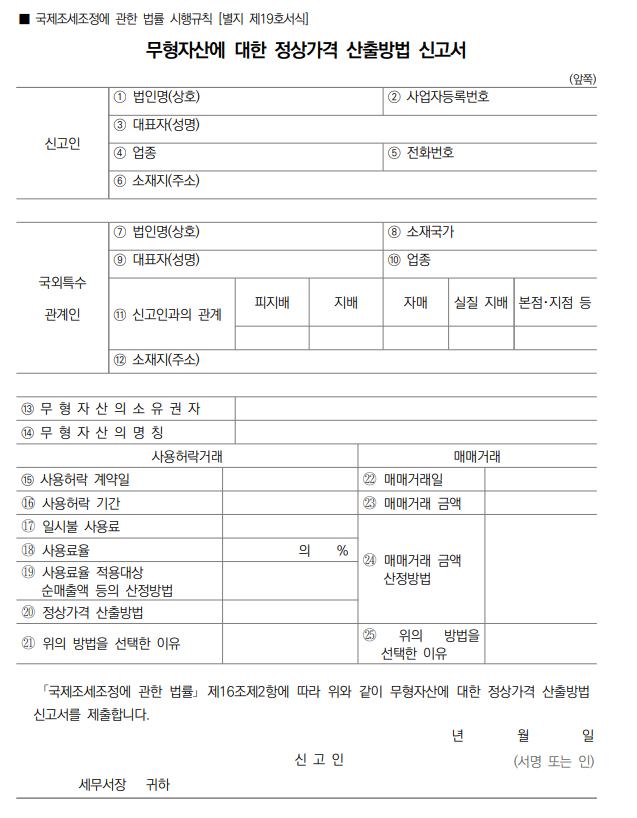 ■ 국제조세조정에 관한 법률 시행규칙 [별지 제19호서식]
무형자산에 대한 정상가격 산출방법 신고서
(앞쪽)
신고인
① 법인명(상호)
② 사업자등록번호
③ 대표자(성명)
④ 업종
⑤ 전화번호
⑥ 소재지(주소)
국외특수
관계인
⑦ 법인명(상호)
⑧ 소재국가
⑨ 대표자(성명)
⑩ 업종
⑪ 신고인과의 관계
피지배
지배
자매
실질 지배
본점·지점 등
⑫ 소재지(주소)
⑬ 무 형 자 산 의 소 유 권 자
⑭ 무 형 자 산 의 명 칭
사용허락거래
매매거래
⑮ 사용허락 계약일
㉒ 매매거래일
⑯ 사용허락 기간
㉓ 매매거래 금액
⑰ 일시불 사용료
⑱ 사용료율
의 %
⑲ 사용료율 적용대상
순매출액 등의 산정방법
㉔ 매매거래 금액
산정방법
⑳ 정상가격 산출방법
㉑ 위의 방법을 선택한 이유
㉕ 위의 방법을
선택한 이유
「국제조세조정에 관한 법률」 제16조제2항에 따라 위와 같이 무형자산에 대한 정상가격 산출방법
신고서를 제출합니다.
년 월 일
신 고 인 (서명 또는 인)
세무서장 귀하